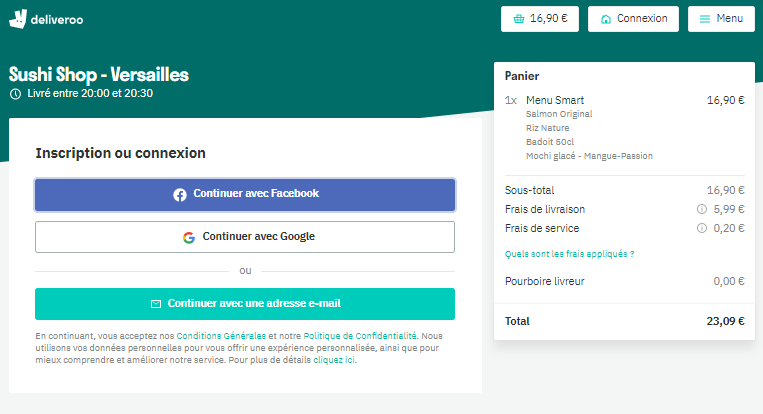 deliveroo
16,90 €
Connexion
Menu
Sushi Shop - Versailles
Livré entre 20:00 et 20:30
Inscription ou connexion
Continuer avec Facebook
Continuer avec Google
ou
Continuer avec une adresse e-mail
En continuant, vous acceptez nos Conditions Générales et notre Politique de Confidentialité. Nous
utilisons vos données personnelles pour vous offrir une expérience personnalisée, ainsi que pour
mieux comprendre et améliorer notre service. Pour plus de détails cliquez ici.
Panier
1x Menu Smart 16,90 €
Salmon Original
Riz Nature
Badoit 50cl
Mochi glacé - Mangue-Passion
Sous-total 16,90 €
Frais de livraison 5,99 €
Frais de service 0,20 €
Quels sont les frais appliqués ?
Pourboire livreur 0,00 €
Total 23,09 €